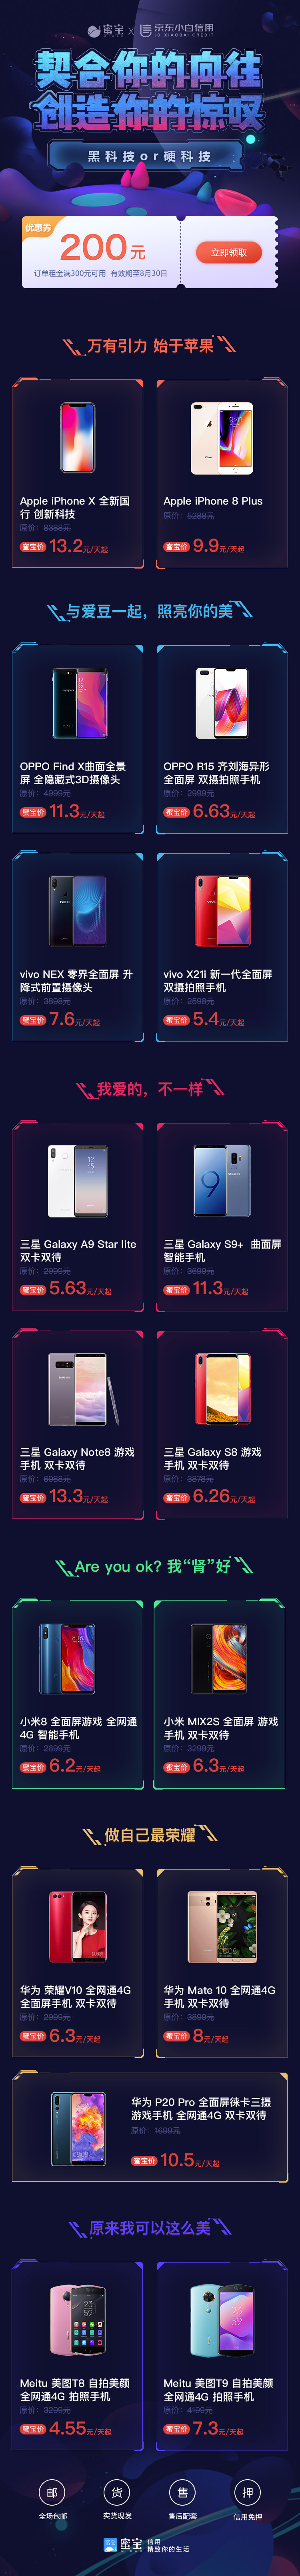 蜜宝 X 京东小白信用
JD XIAOBAI CREDIT
契合你的向往
创造你的惊叹
黑科技or硬科技
优惠券
200元
订单租金满300元可用 有效期至8月30日
立即领取
万有引力 始于苹果
Apple iPhone X 全新国
行 创新科技
原价：8388元
蜜宝价 13.2元/天起
Apple iPhone 8 Plus
原价：5288元
蜜宝价 9.9元/天起
与爱豆一起，照亮你的美
OPPO Find X曲面全景
屏 全隐藏式3D摄像头
原价：4999元
蜜宝价 11.3元/天起
OPPO R15 齐刘海异形
全面屏 双摄拍照手机
原价：2999元
蜜宝价 6.63元/天起
vivo NEX 零界全面屏 升
降式前置摄像头
原价：3898元
蜜宝价 7.6元/天起
vivo X21i 新一代全面屏
双摄拍照手机
原价：2598元
蜜宝价 5.4元/天起
我爱的，不一样
三星 Galaxy A9 Star lite
双卡双待
原价：2999元
蜜宝价 5.63元/天起
三星 Galaxy S9+ 曲面屏
智能手机
原价：3699元
蜜宝价 11.3元/天起
三星 Galaxy Note8 游戏
手机 双卡双待
原价：6988元
蜜宝价 13.3元/天起
三星 Galaxy S8 游戏
手机 双卡双待
原价：3878元
蜜宝价 6.26元/天起
Are you ok? 我“肾”好
小米8 全面屏游戏 全网通
4G 智能手机
原价：2699元
蜜宝价 6.2元/天起
小米 MIX2S 全面屏 游戏
手机 双卡双待
原价：3299元
蜜宝价 6.3元/天起
做自己最荣耀
华为 荣耀V10 全网通4G
全面屏手机 双卡双待
原价：2999元
蜜宝价 6.3元/天起
华为 Mate 10 全网通4G
手机 双卡双待
原价：3899元
蜜宝价 8元/天起
华为 P20 Pro 全面屏徕卡三摄
游戏手机 全网通4G 双卡双待
原价：1699元
蜜宝价 10.5元/天起
原来我可以这么美
Meitu 美图T8 自拍美颜
全网通4G 拍照手机
原价：3299元
蜜宝价 4.55元/天起
Meitu 美图T9 自拍美颜
全网通4G 拍照手机
原价：4199元
蜜宝价 7.3元/天起
邮 货 售 押
全场包邮 实货现发 售后配套 信用免押
蜜宝 信用
精致你的生活